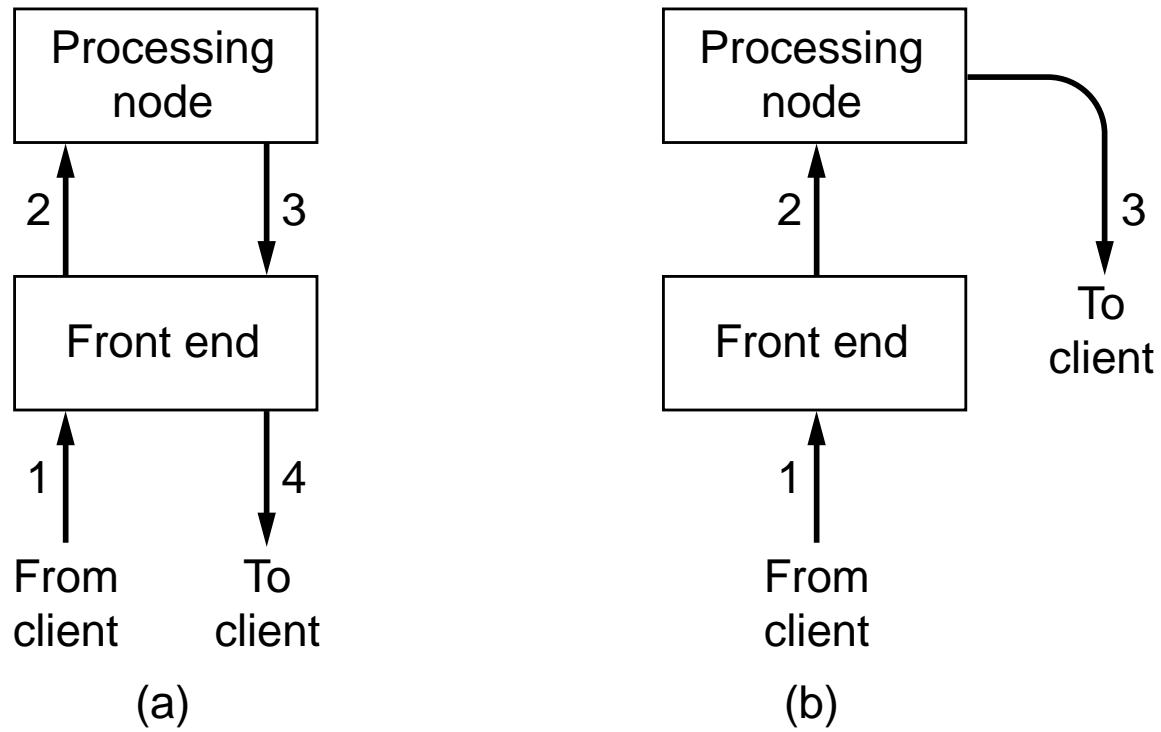 Processing
node
2
3
Front end
1
4
From
client
To
client
(a)
Processing
node
2
3
To
client
Front end
1
From
client
(b)